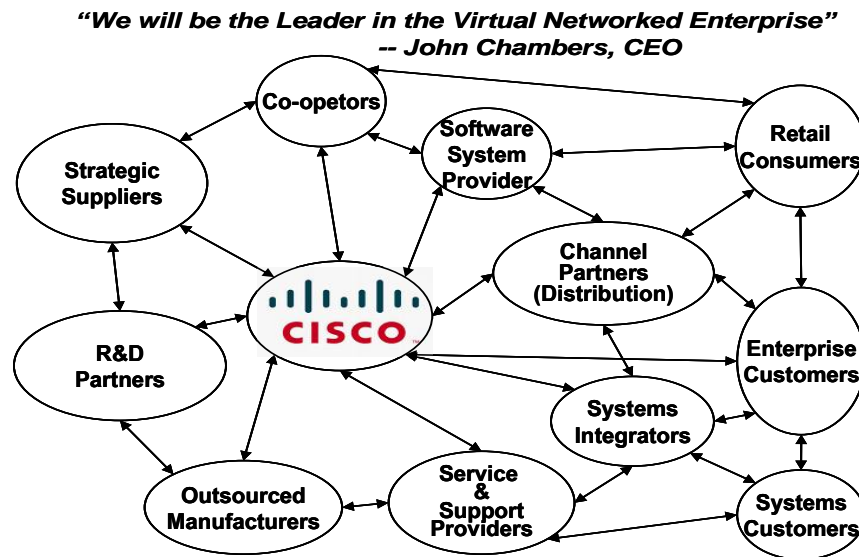 “We will be the Leader in the Virtual Networked Enterprise”
-- John Chambers, CEO
Co-opetors
Software
System
Provider
Retail
Consumers
Strategic
Suppliers
Channel
Partners
(Distribution)
CISCO
TM
R&D
Partners
Enterprise
Customers
Systems
Integrators
Outsourced
Manufacturers
Service
&
Support
Providers
Systems
Customers